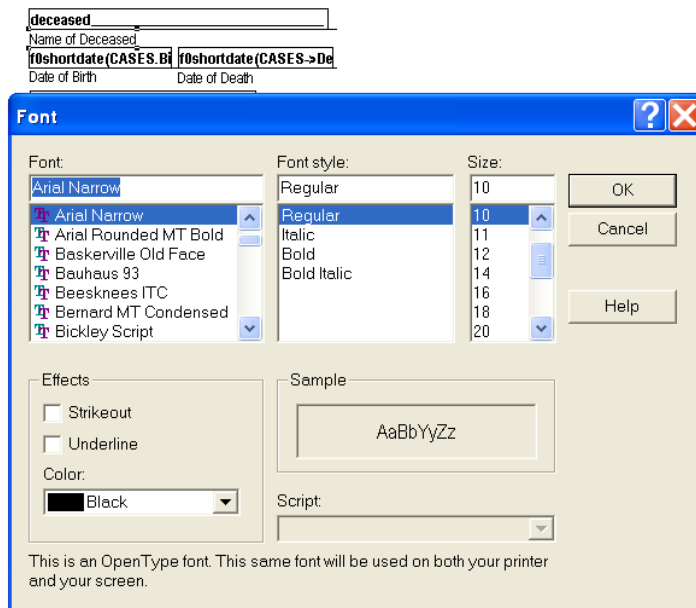 deceased
Name of Deceased
f0shortdate(CASES.Bi f0shortdate(CASES->De
Date of Birth Date of Death
Font
Font: Font style: Size:
Arial Narrow Regular 10 OK
Arial Narrow Regular 10
Arial Rounded MT Bold Italic 11 Cancel
Baskerville Old Face Bold 12
Bauhaus 93 Bold Italic 14
Beesknees ITC 16
Bernard MT Condensed 18 Help
Bickley Script 20
Effects Sample
Strikeout
Underline AaBbYyZz
Color:
Black Script:
This is an OpenType font. This same font will be used on both your printer
and your screen.